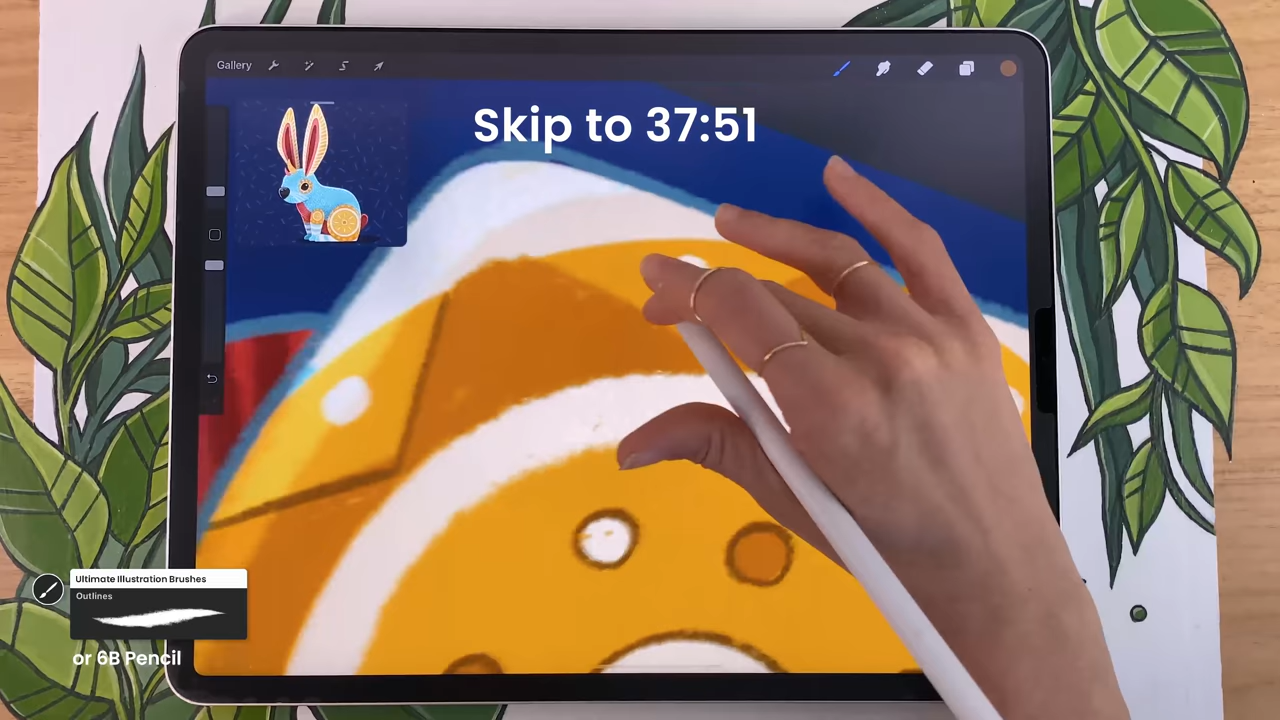 Gallery
Skip to 37:51
Ultimate Illustration Brushes
Outlines
or 6B Pencil